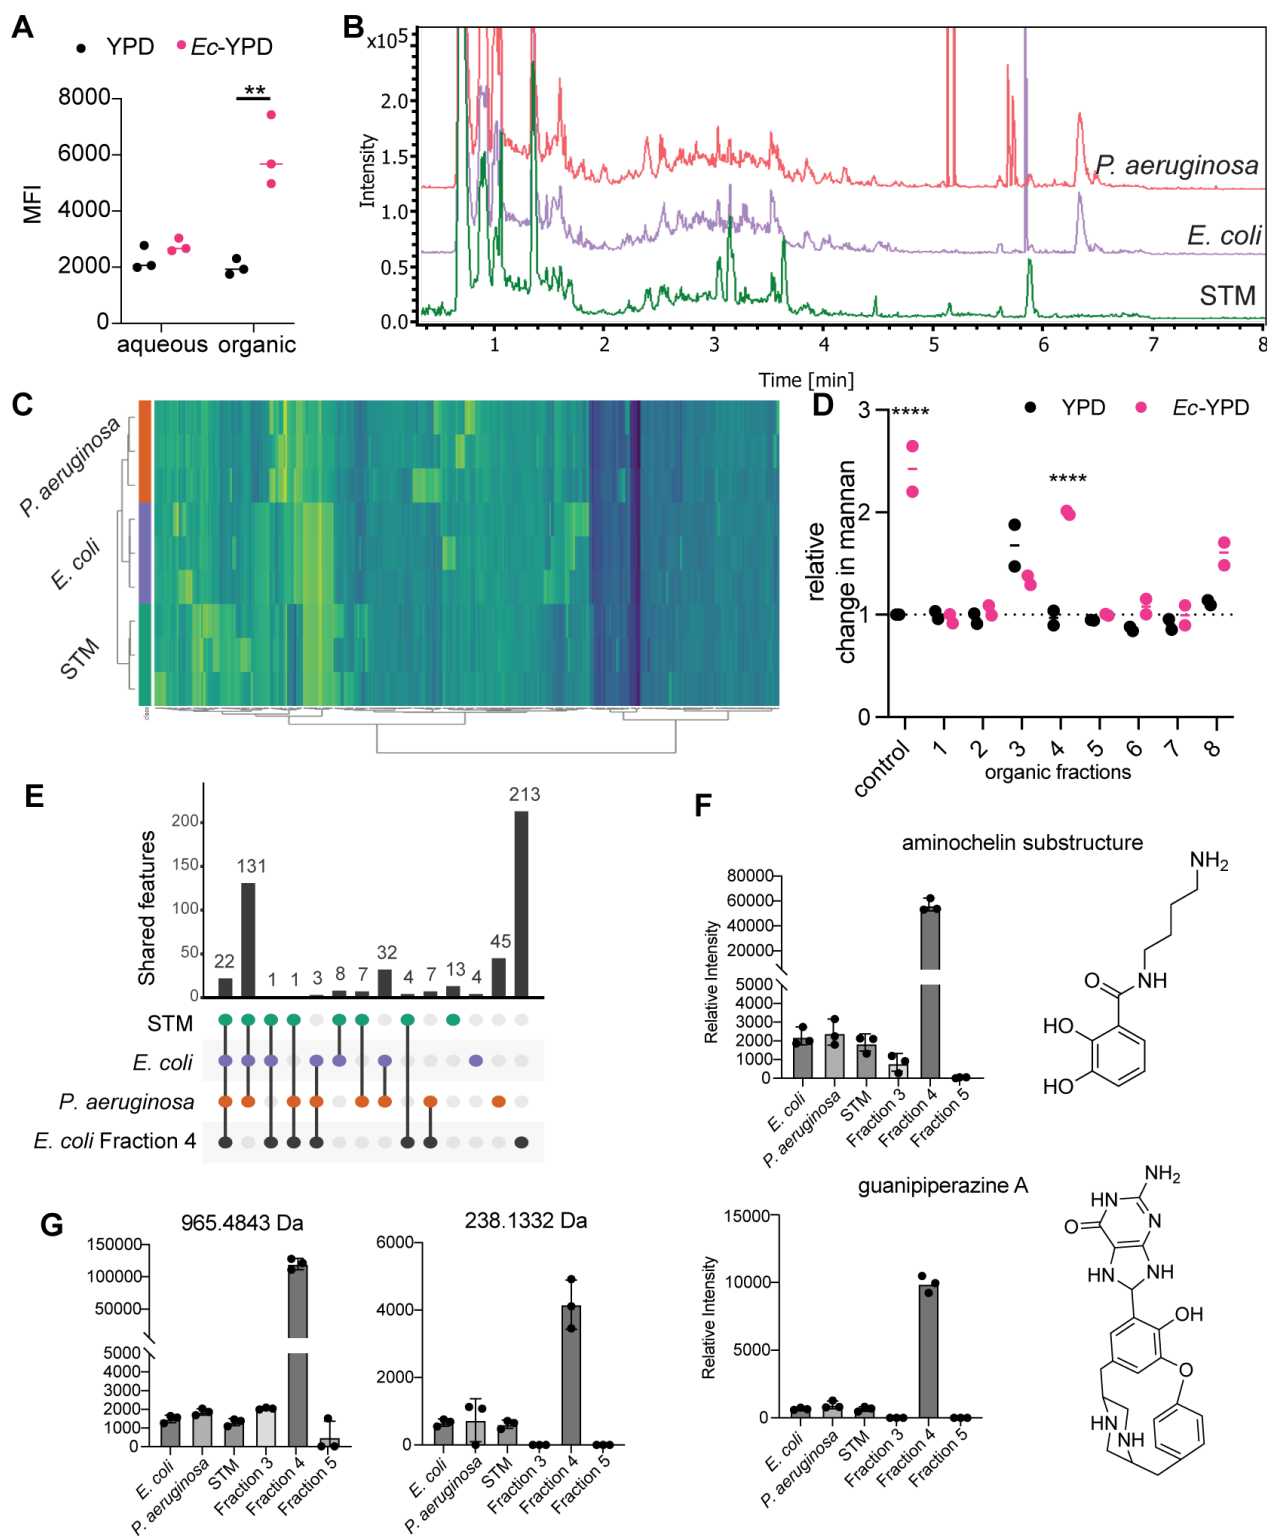 A
YPD
Ec-YPD
**
8000
6000
4000
2000
0
MFI
aqueous
organic
B
x10⁵
2.0
1.5
1.0
0.5
0.0
Intensity
P. aeruginosa
E. coli
STM
1 2 3 4 5 6 7 8
Time [min]
C
P. aeruginosa
E. coli
STM
class
D
YPD
Ec-YPD
****
****
3
2
1
0
relative
change in mannan
control 1 2 3 4 5 6 7 8
organic fractions
E
Shared features
200
150
100
50
0
22 131 1 1 3 8 7 32 4 7 13 4 45 213
STM
E. coli
P. aeruginosa
E. coli Fraction 4
F
aminochelin substructure
80000
60000
40000
20000
5000
4000
3000
2000
1000
0
Relative Intensity
E. coli
P. aeruginosa
STM
Fraction 3
Fraction 4
Fraction 5
NH2
NH
O
HO
HO
guanipiperazine A
15000
10000
5000
0
Relative Intensity
E. coli
P. aeruginosa
STM
Fraction 3
Fraction 4
Fraction 5
NH2
HN
O
N
HN
NH
OH
O
NH
HN
G
965.4843 Da
150000
100000
50000
5000
4000
3000
2000
1000
0
E. coli
P. aeruginosa
STM
Fraction 3
Fraction 4
Fraction 5
238.1332 Da
6000
4000
2000
0
E. coli
P. aeruginosa
STM
Fraction 3
Fraction 4
Fraction 5